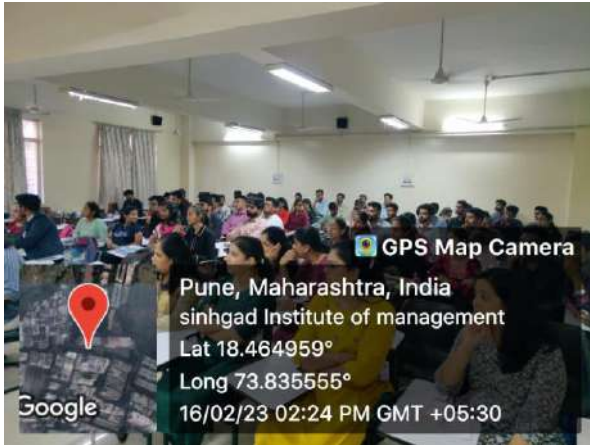 GPS Map Camera
Pune, Maharashtra, India
sinhgad Institute of management
Lat 18.464959°
Long 73.835555°
16/02/23 02:24 PM GMT +05:30
Google